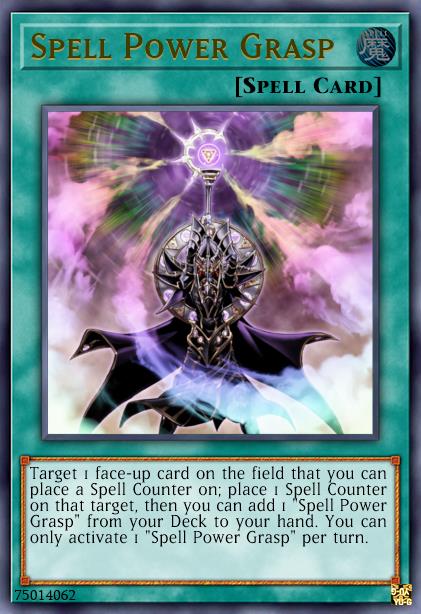 Spell Power Grasp
魔
[Spell Card]
Target 1 face-up card on the field that you can
place a Spell Counter on; place 1 Spell Counter
on that target, then you can add 1 "Spell Power
Grasp" from your Deck to your hand. You can
only activate 1 "Spell Power Grasp" per turn.
75014062